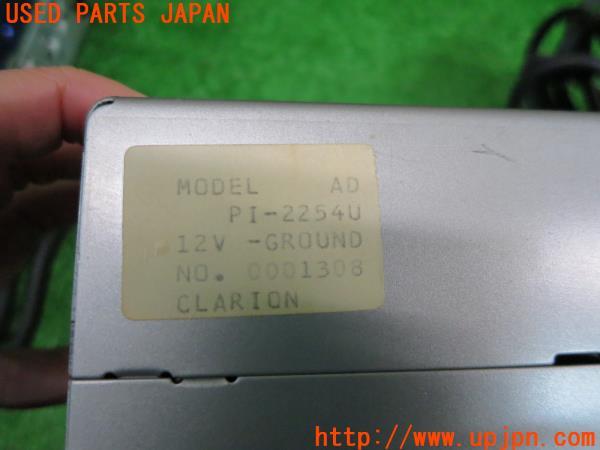 USED PARTS JAPAN
MODEL AD
PI-2254U
12V -GROUND
NO. 0001308
CLARION
http://www.upjpn.com